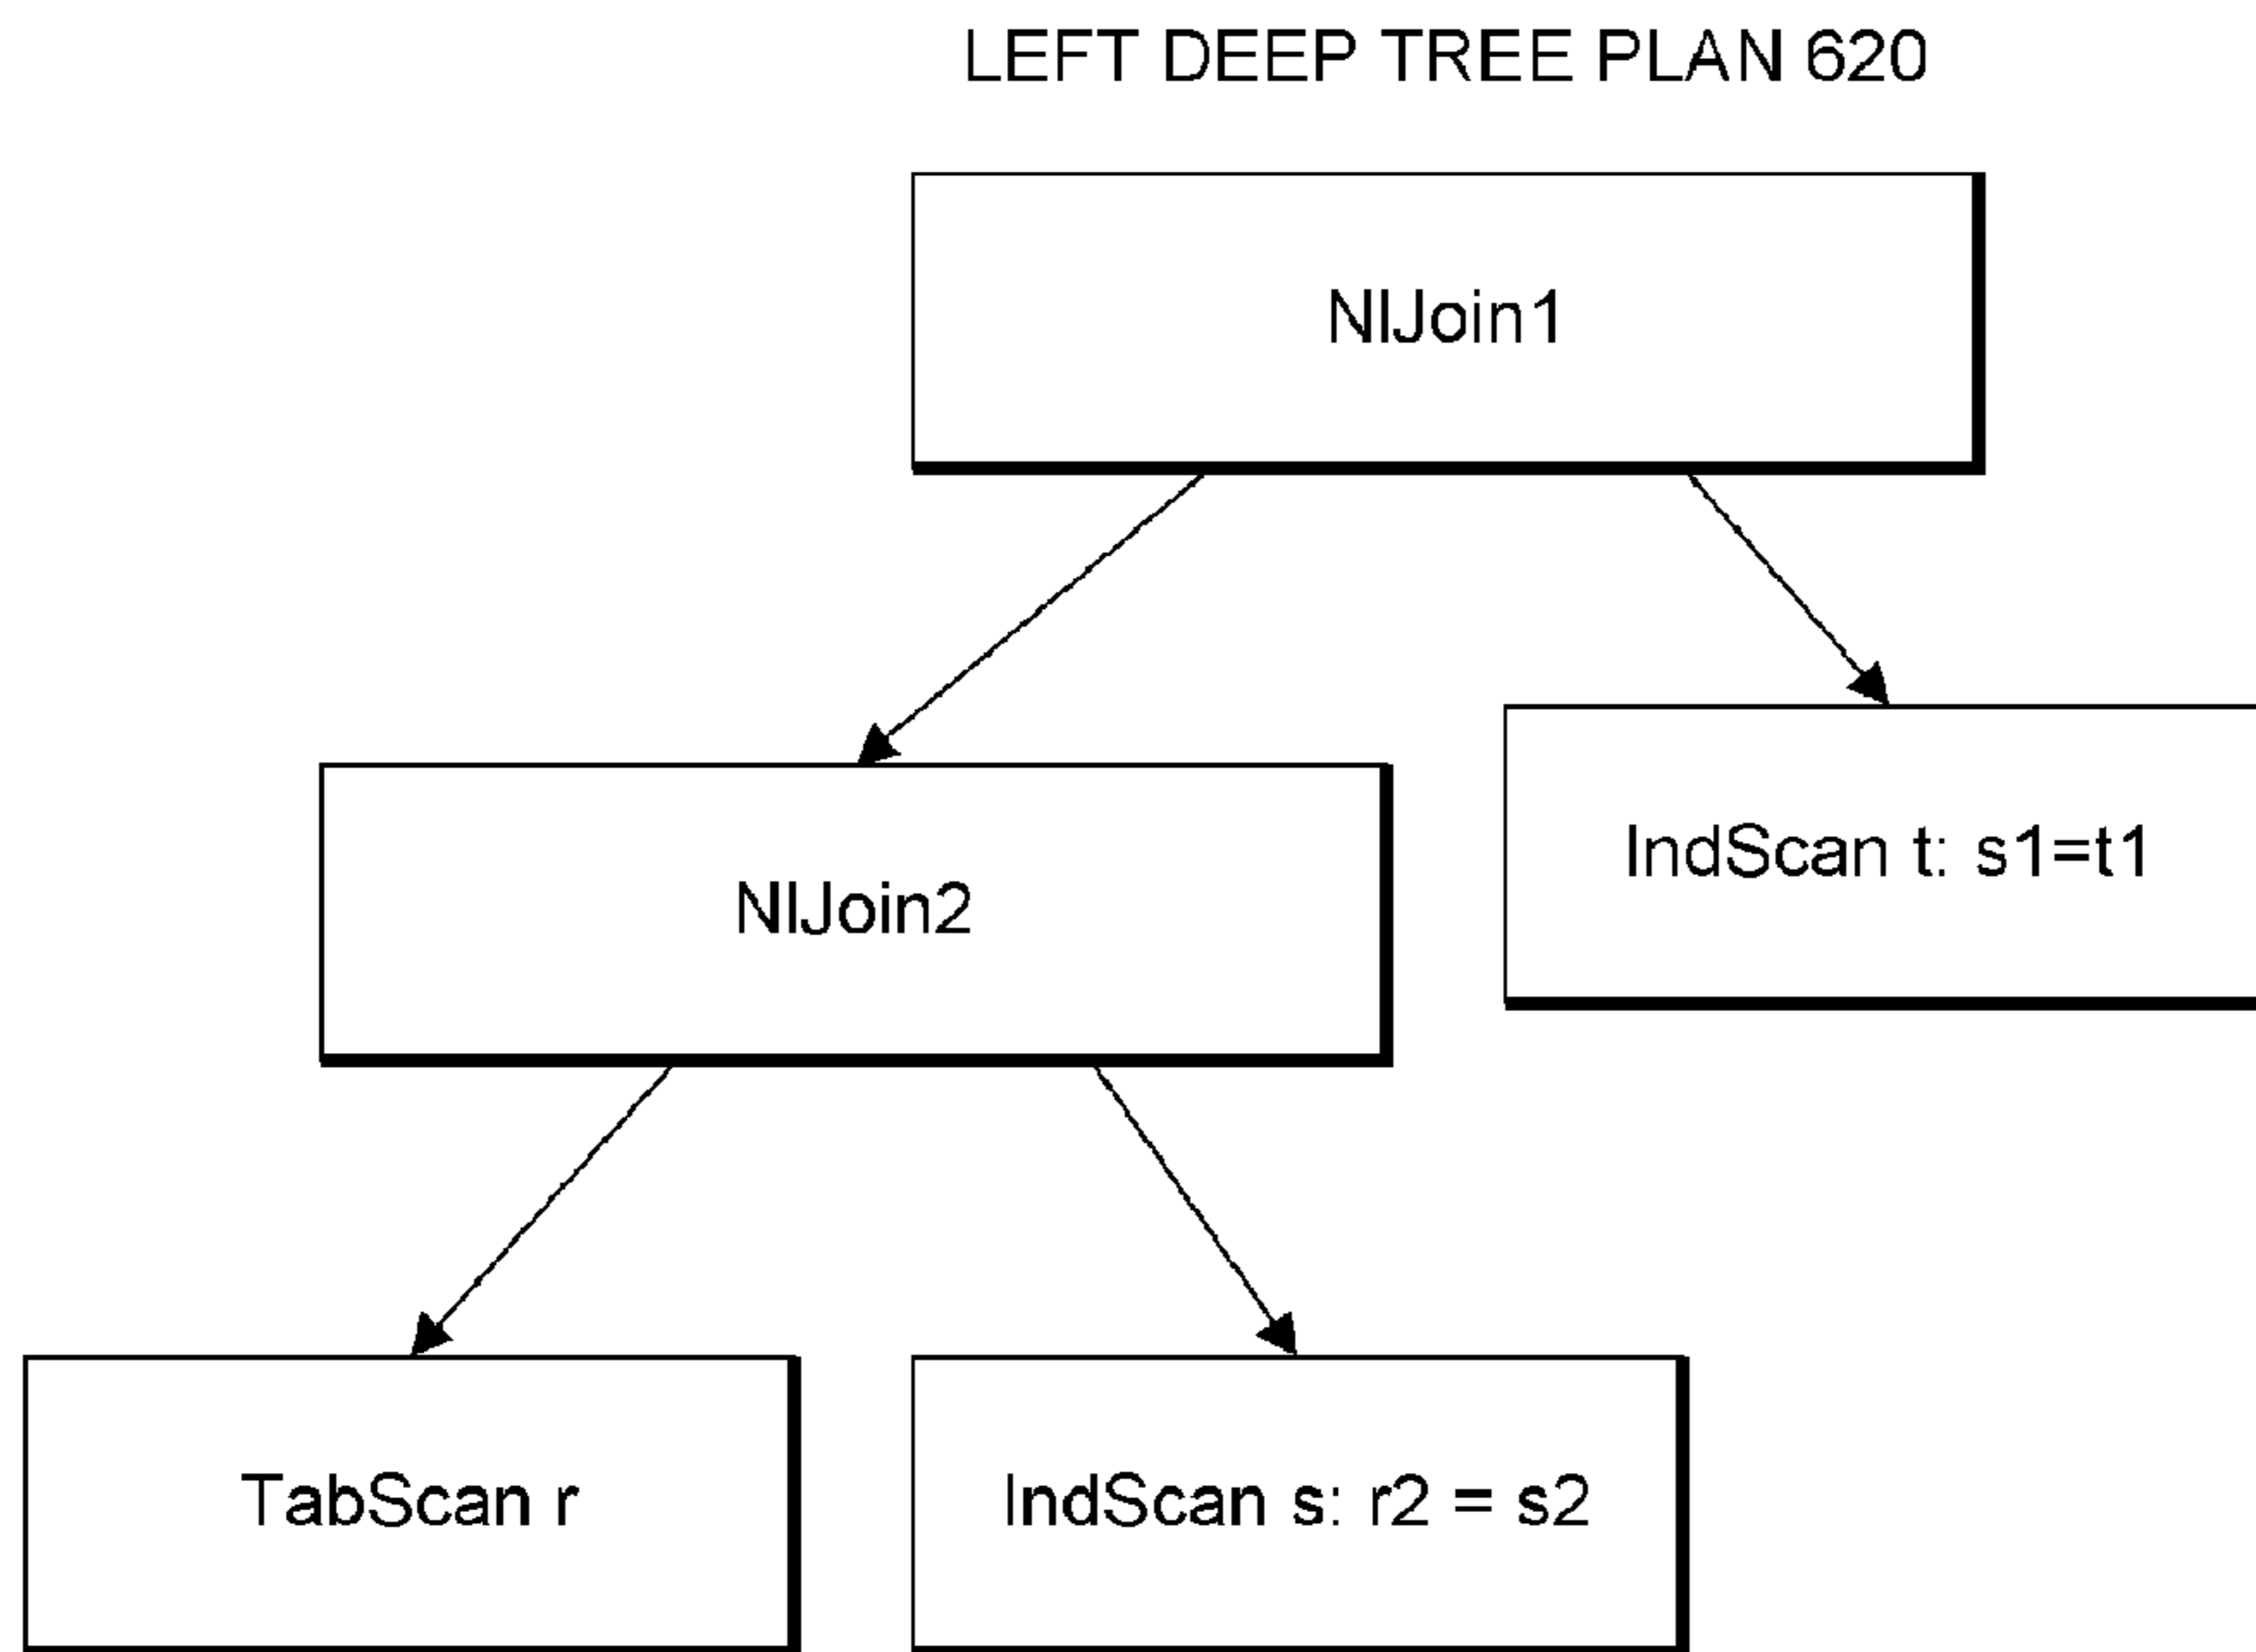 LEFT DEEP TREE PLAN 620
NlJoin1
IndScan t: s1=t1
NlJoin2
TabScan r
IndScan s: r2 = s2